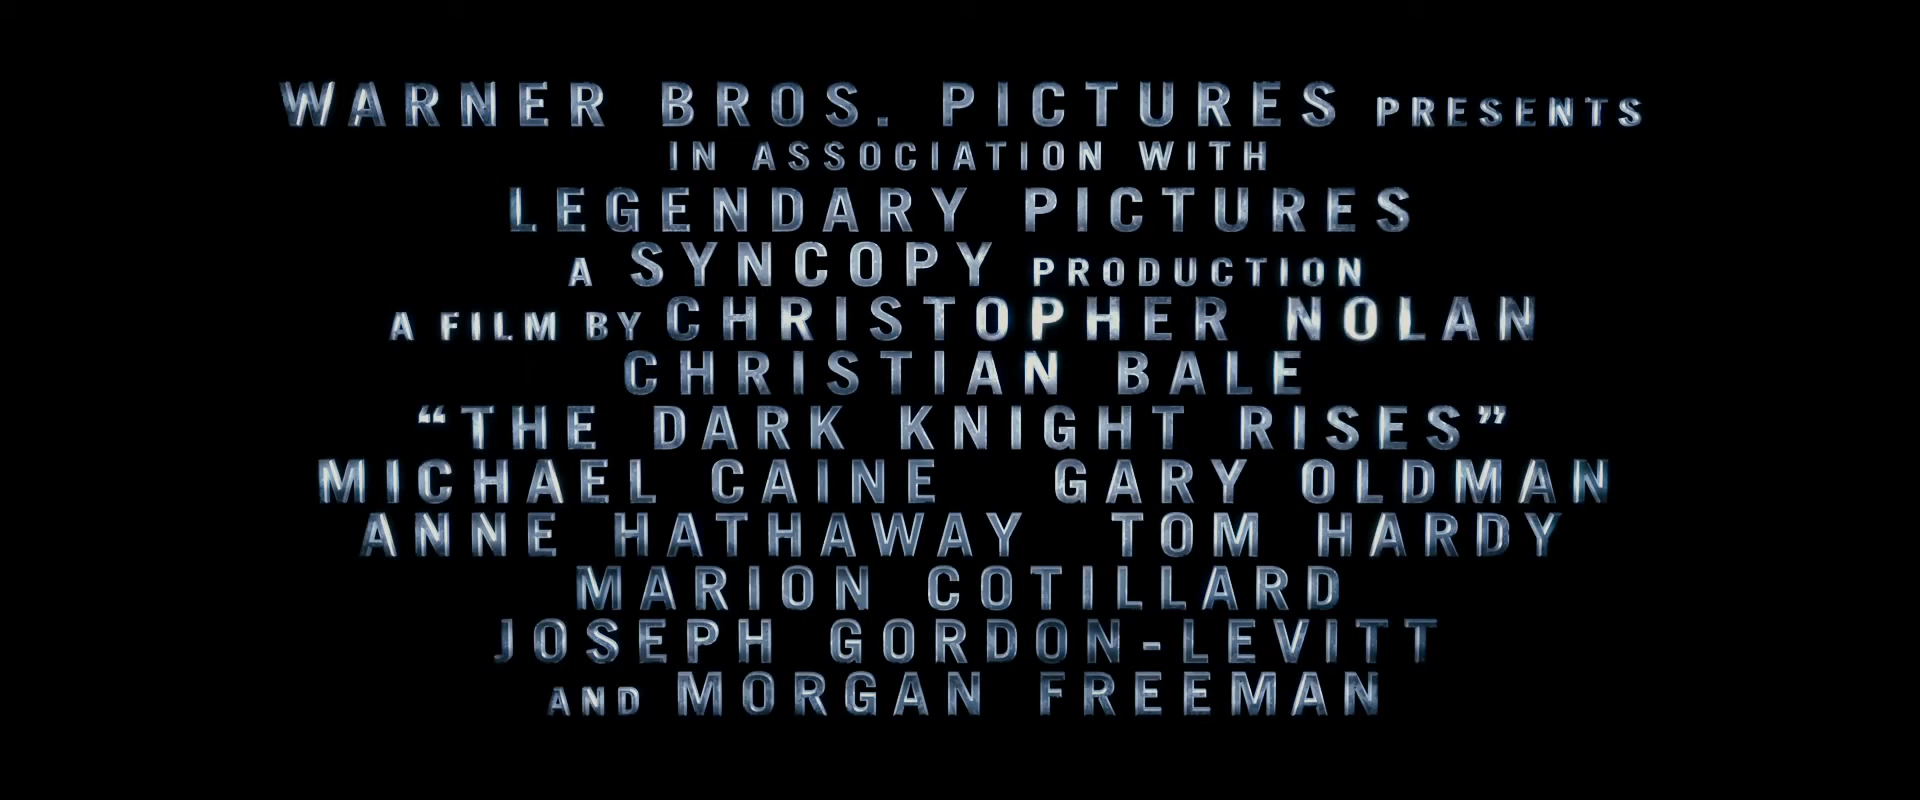 WARNER BROS. PICTURES PRESENTS
IN ASSOCIATION WITH
LEGENDARY PICTURES
A SYNCOPY PRODUCTION
A FILM BY CHRISTOPHER NOLAN
CHRISTIAN BALE
“THE DARK KNIGHT RISES”
MICHAEL CAINE GARY OLDMAN
ANNE HATHAWAY TOM HARDY
MARION COTILLARD
JOSEPH GORDON-LEVITT
AND MORGAN FREEMAN